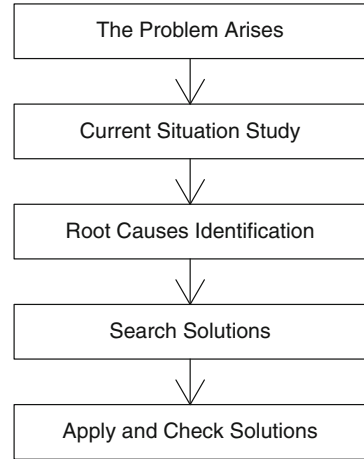 The Problem Arises
Current Situation Study
Root Causes Identification
Search Solutions
Apply and Check Solutions